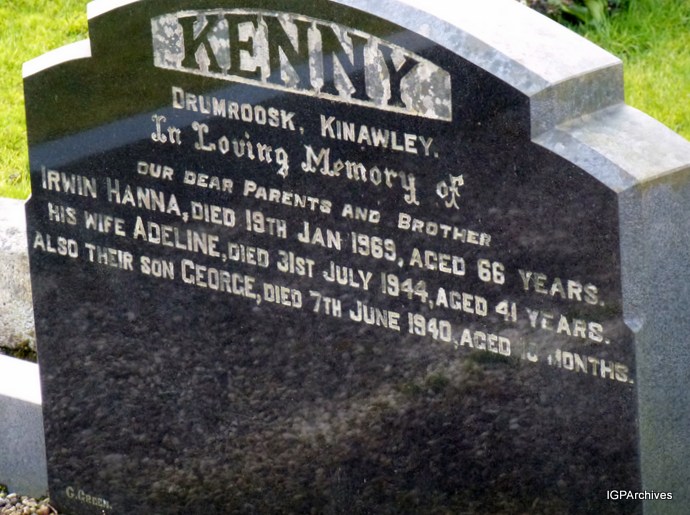 KENNY
DRUMROOSK, KINAWLEY.
In Loving Memory of
OUR DEAR PARENTS AND BROTHER
IRWIN HANNA, DIED 19TH JAN 1969, AGED 66 YEARS.
HIS WIFE ADELINE, DIED 31ST JULY 1944, AGED 41 YEARS.
ALSO THEIR SON GEORGE, DIED 7TH JUNE 1940, AGED MONTHS.
G. GREEN.
IGPArchives